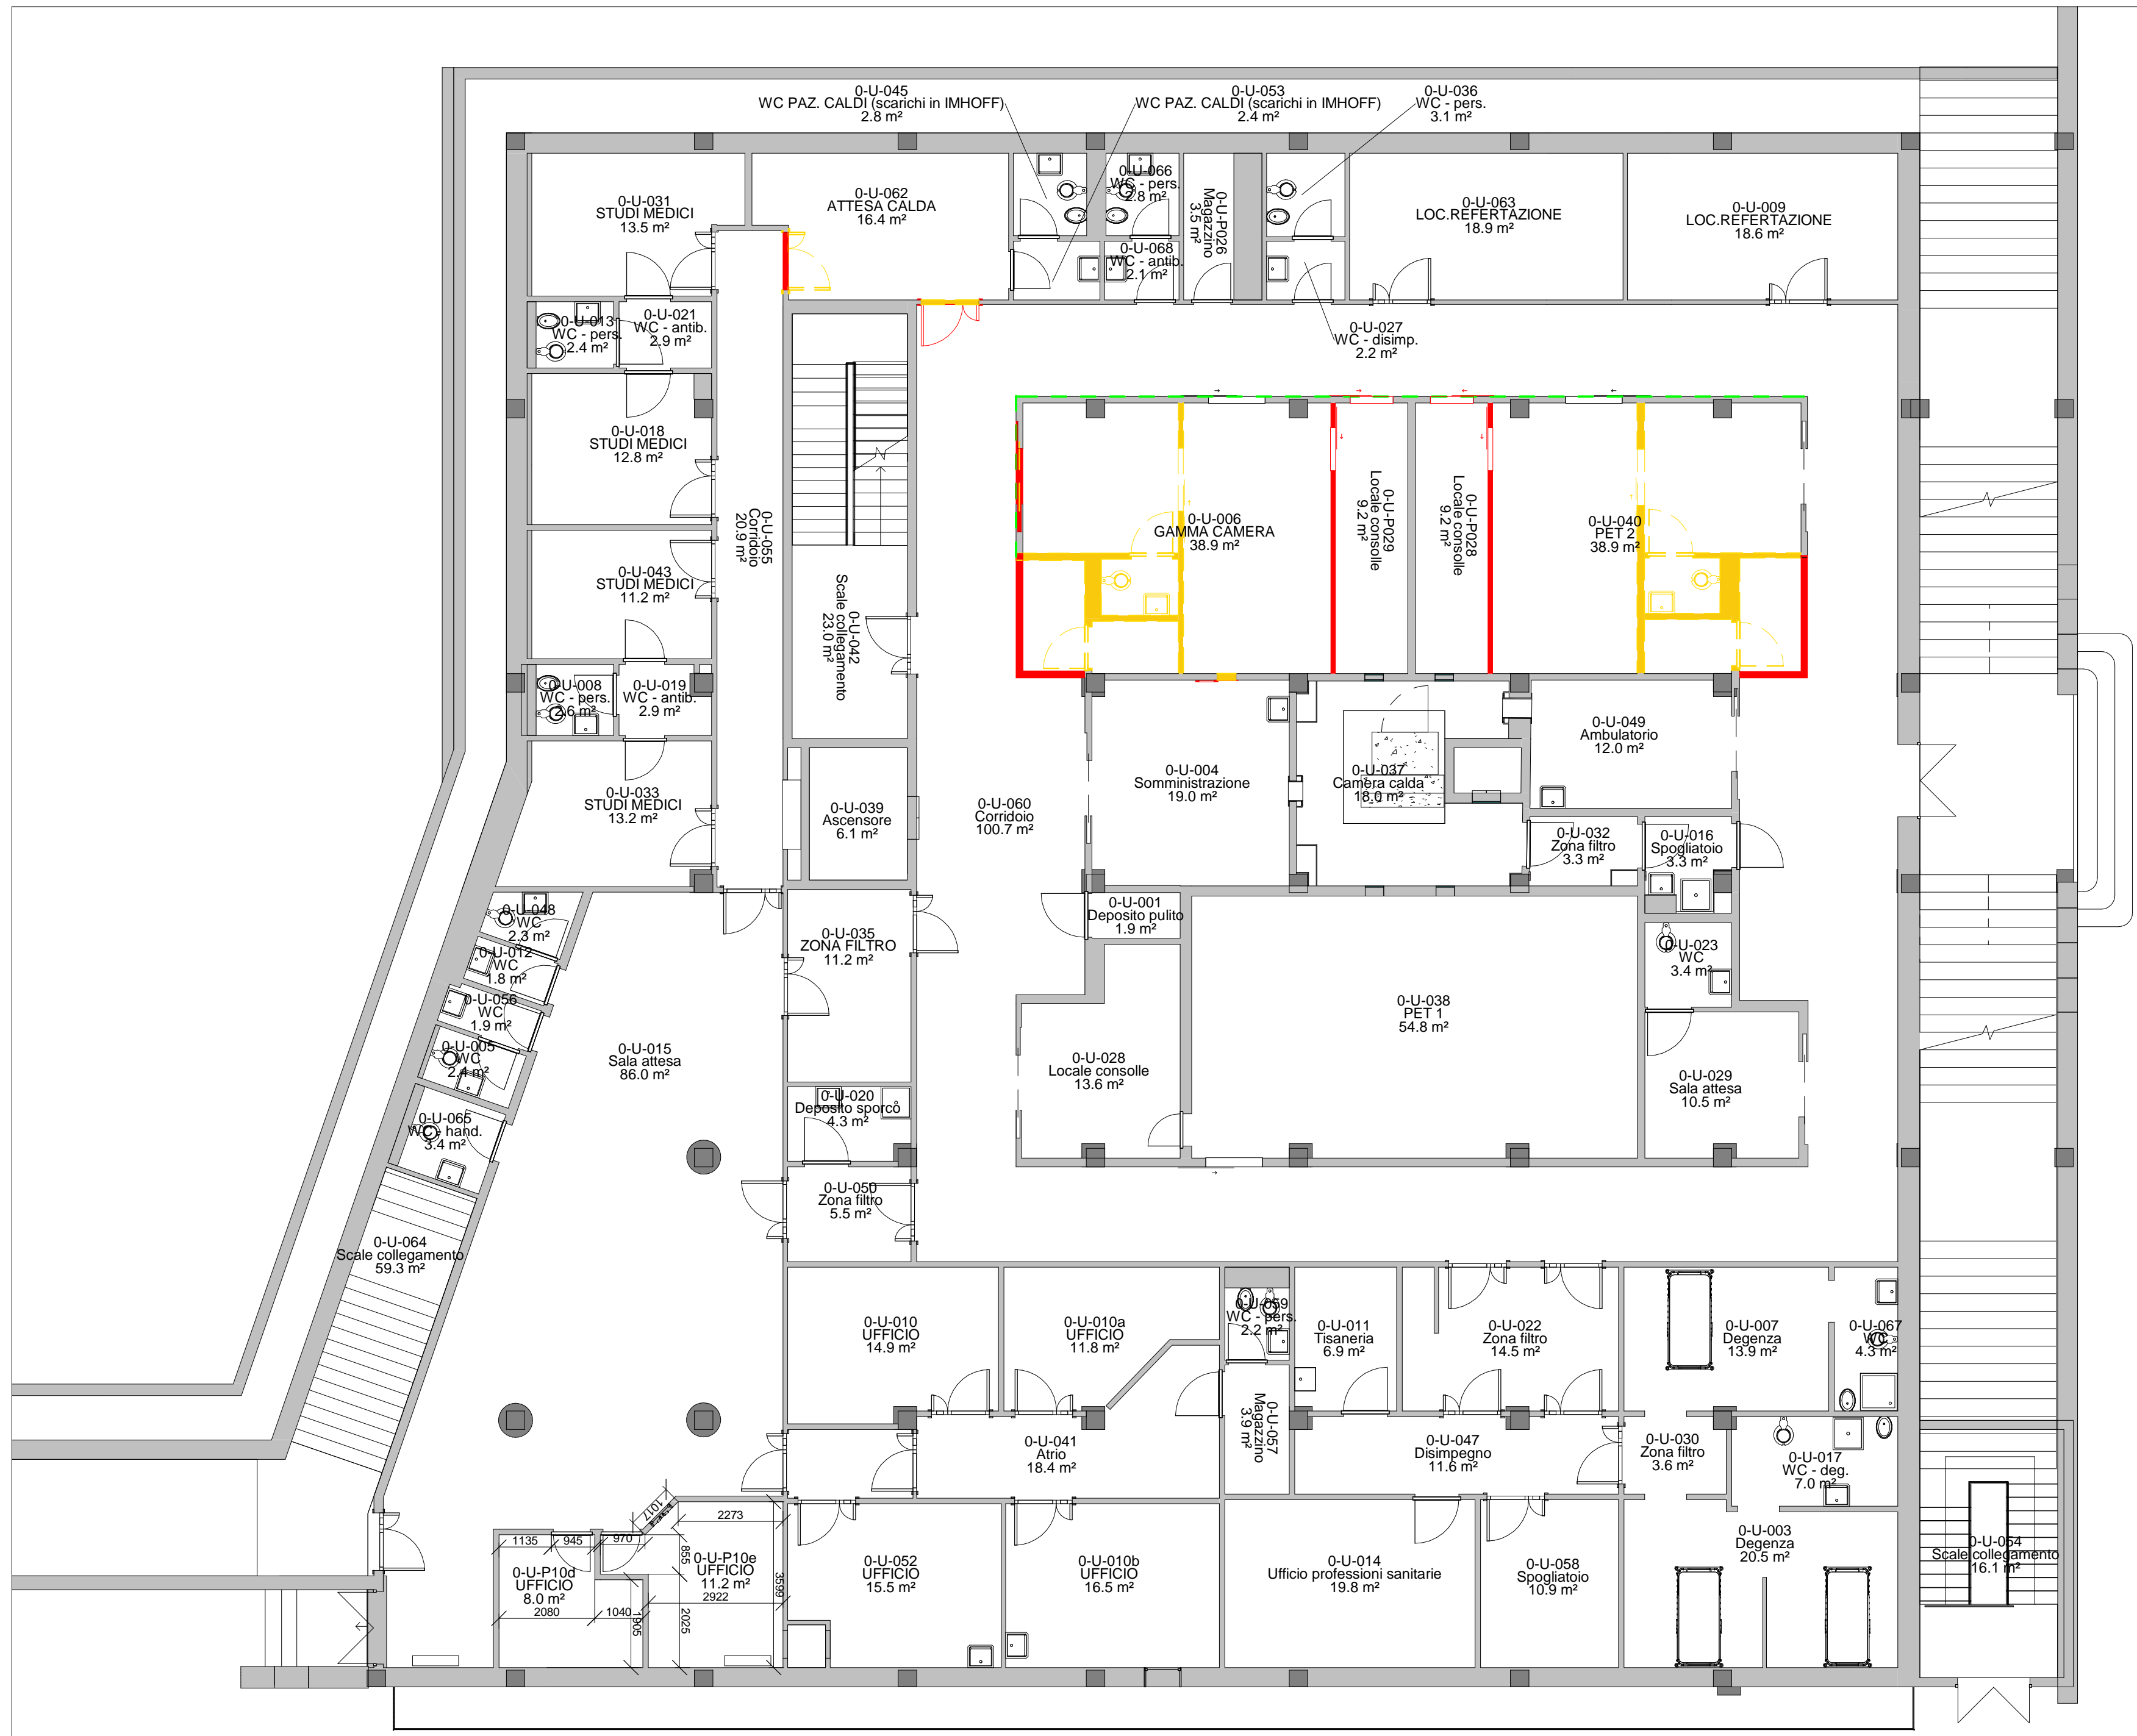 0-U-045
WC PAZ. CALDI (scarichi in IMHOFF)
2.8 m²
0-U-053
WC PAZ. CALDI (scarichi in IMHOFF)
2.4 m²
0-U-036
WC - pers.
3.1 m²
0-U-031
STUDI MEDICI
13.5 m²
0-U-062
ATTESA CALDA
16.4 m²
0-U-066
WC - pers.
2.8 m²
0-U-P026
Magazzino
3.5 m²
0-U-063
LOC.REFERTAZIONE
18.9 m²
0-U-009
LOC.REFERTAZIONE
18.6 m²
0-U-068
WC - antib.
2.1 m²
0-U-013
WC - pers.
2.4 m²
0-U-021
WC - antib.
2.9 m²
0-U-027
WC - disimp.
2.2 m²
0-U-018
STUDI MEDICI
12.8 m²
0-U-055
Corridoio
20.9 m²
0-U-006
GAMMA CAMERA
38.9 m²
0-U-P029
Locale consolle
9.2 m²
0-U-P028
Locale consolle
9.2 m²
0-U-040
PET 2
38.9 m²
0-U-043
STUDI MEDICI
11.2 m²
0-U-042
Scale collegamento
23.0 m²
0-U-008
WC - pers.
2.6 m²
0-U-019
WC - antib.
2.9 m²
0-U-049
Ambulatorio
12.0 m²
0-U-033
STUDI MEDICI
13.2 m²
0-U-039
Ascensore
6.1 m²
0-U-060
Corridoio
100.7 m²
0-U-004
Somministrazione
19.0 m²
0-U-037
Camera calda
18.0 m²
0-U-032
Zona filtro
3.3 m²
0-U-016
Spogliatoio
3.3 m²
0-U-048
WC
2.3 m²
0-U-012
WC
1.8 m²
0-U-056
WC
1.9 m²
0-U-005
WC
2.4 m²
0-U-065
WC - hand.
3.4 m²
0-U-035
ZONA FILTRO
11.2 m²
0-U-001
Deposito pulito
1.9 m²
0-U-023
WC
3.4 m²
0-U-038
PET 1
54.8 m²
0-U-015
Sala attesa
86.0 m²
0-U-028
Locale consolle
13.6 m²
0-U-029
Sala attesa
10.5 m²
0-U-020
Deposito sporco
4.3 m²
0-U-050
Zona filtro
5.5 m²
0-U-064
Scale collegamento
59.3 m²
0-U-010
UFFICIO
14.9 m²
0-U-010a
UFFICIO
11.8 m²
0-U-059
WC - pers.
2.2 m²
0-U-011
Tisaneria
6.9 m²
0-U-022
Zona filtro
14.5 m²
0-U-007
Degenza
13.9 m²
0-U-067
WC
4.3 m²
0-U-057
Magazzino
3.9 m²
0-U-041
Atrio
18.4 m²
0-U-047
Disimpegno
11.6 m²
0-U-030
Zona filtro
3.6 m²
0-U-017
WC - deg.
7.0 m²
1017
2273
1135
945
970
855
3599
0-U-P10d
UFFICIO
8.0 m²
0-U-P10e
UFFICIO
11.2 m²
2922
2080
1040
1905
2025
0-U-052
UFFICIO
15.5 m²
0-U-010b
UFFICIO
16.5 m²
0-U-014
Ufficio professioni sanitarie
19.8 m²
0-U-058
Spogliatoio
10.9 m²
0-U-003
Degenza
20.5 m²
0-U-054
Scale collegamento
16.1 m²